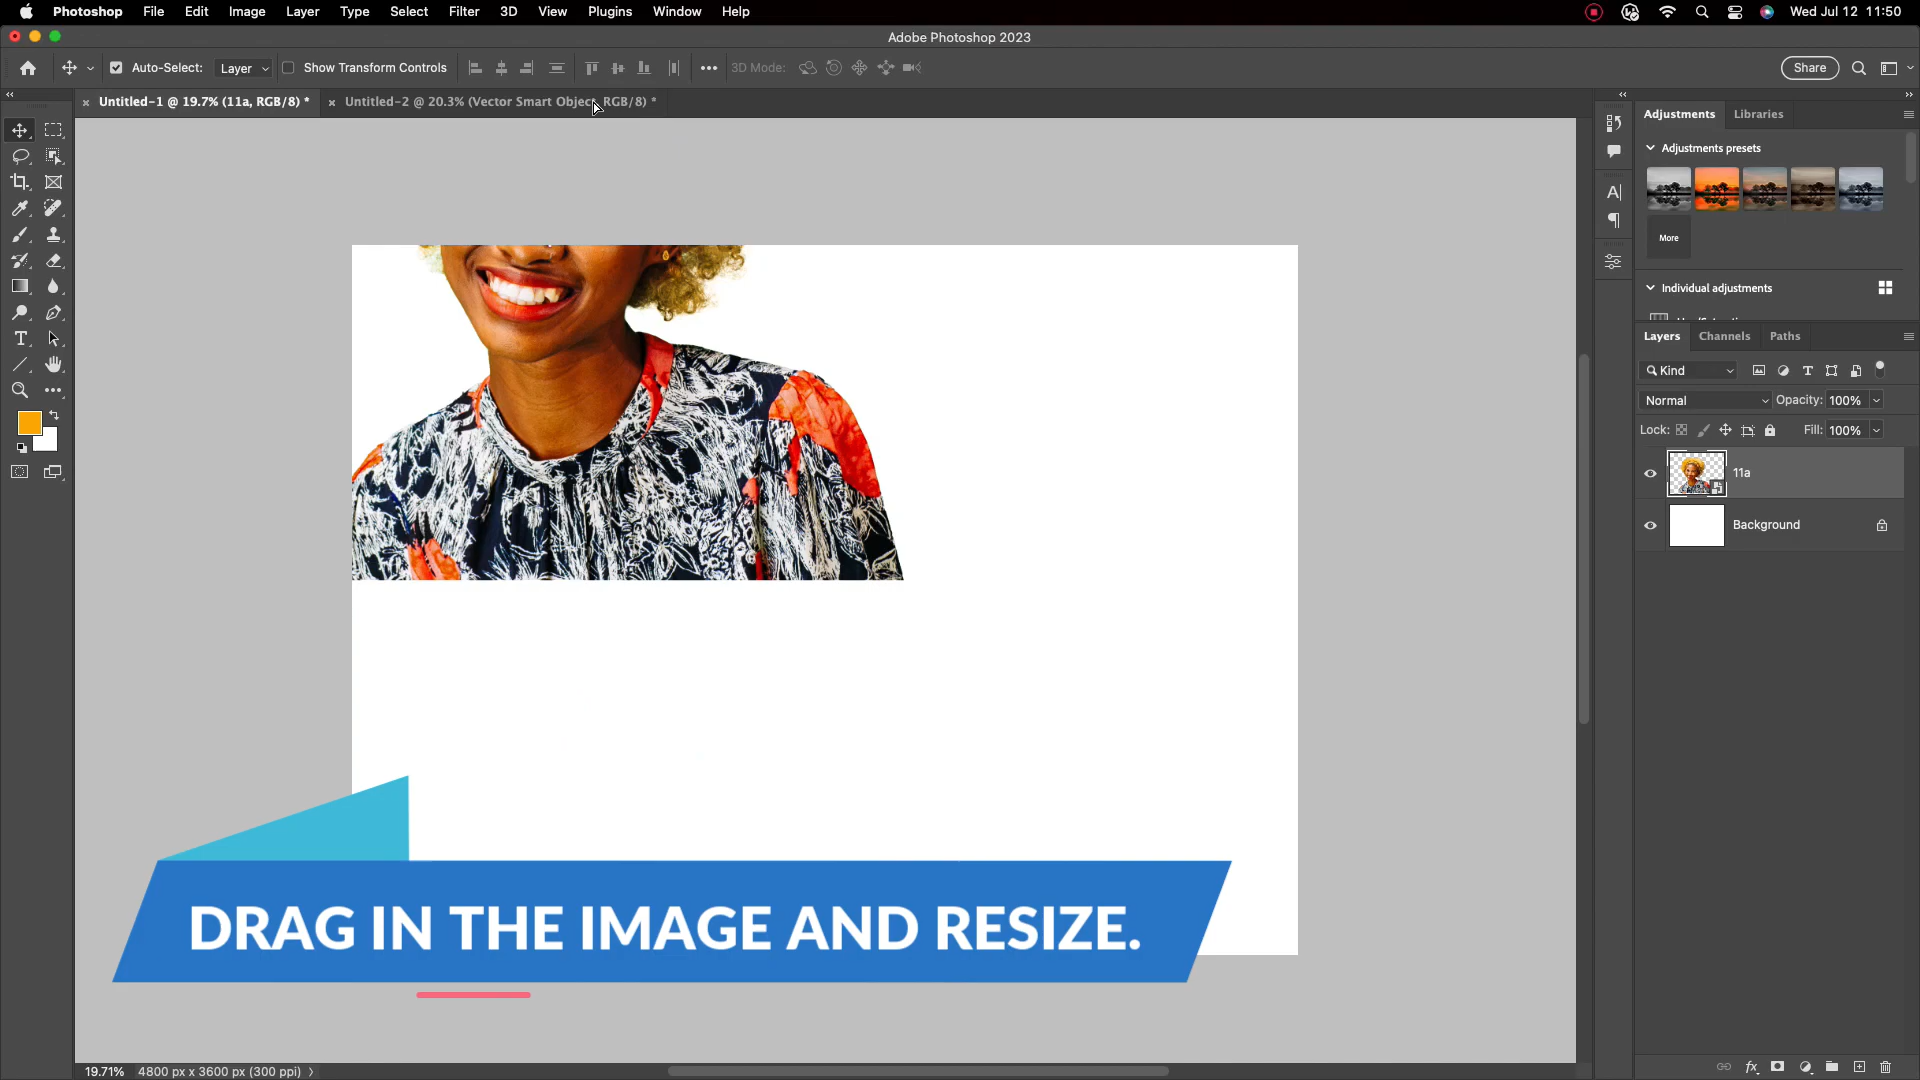 Photoshop File Edit Image Layer Type Select Filter 3D View Plugins Window Help Wed Jul 12 11:50
Adobe Photoshop 2023
Auto-Select: Layer Show Transform Controls 3D Mode: Share
Untitled-1 @ 19.7% (11a, RGB/8) * Untitled-2 @ 20.3% (Vector Smart Object, RGB/8) *
Adjustments Libraries
Adjustments presets
More
Individual adjustments
Layers Channels Paths
Kind
Normal Opacity: 100%
Lock: Fill: 100%
11a
Background
DRAG IN THE IMAGE AND RESIZE.
19.71% 4800 px x 3600 px (300 ppi)